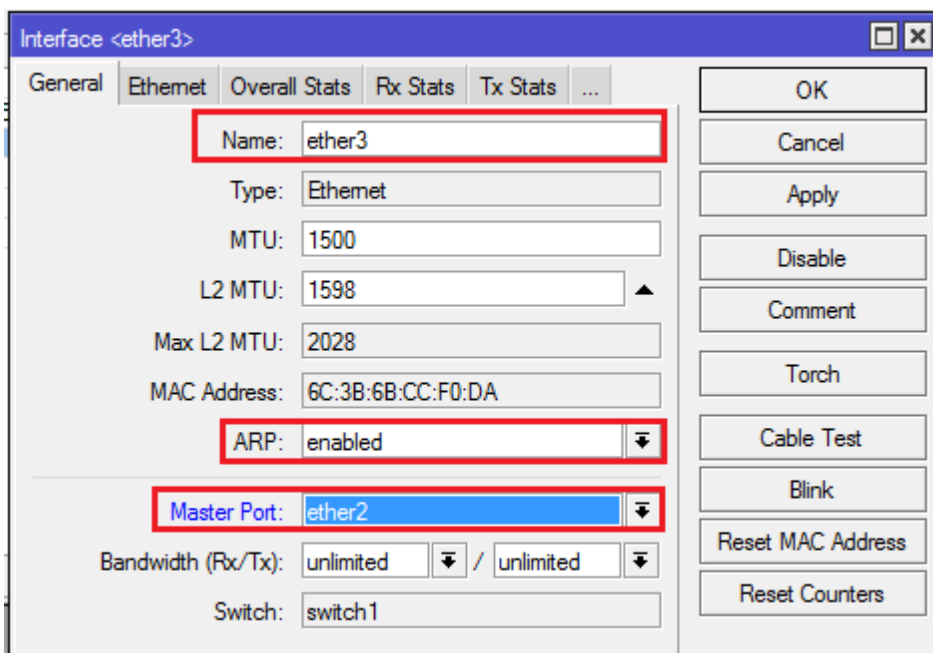 Interface <ether3>
General Ethernet Overall Stats Rx Stats Tx Stats ...
Name: ether3
Type: Ethernet
MTU: 1500
L2 MTU: 1598
Max L2 MTU: 2028
MAC Address: 6C:3B:6B:CC:F0:DA
ARP: enabled
Master Port: ether2
Bandwidth (Rx/Tx): unlimited / unlimited
Switch: switch1
OK
Cancel
Apply
Disable
Comment
Torch
Cable Test
Blink
Reset MAC Address
Reset Counters